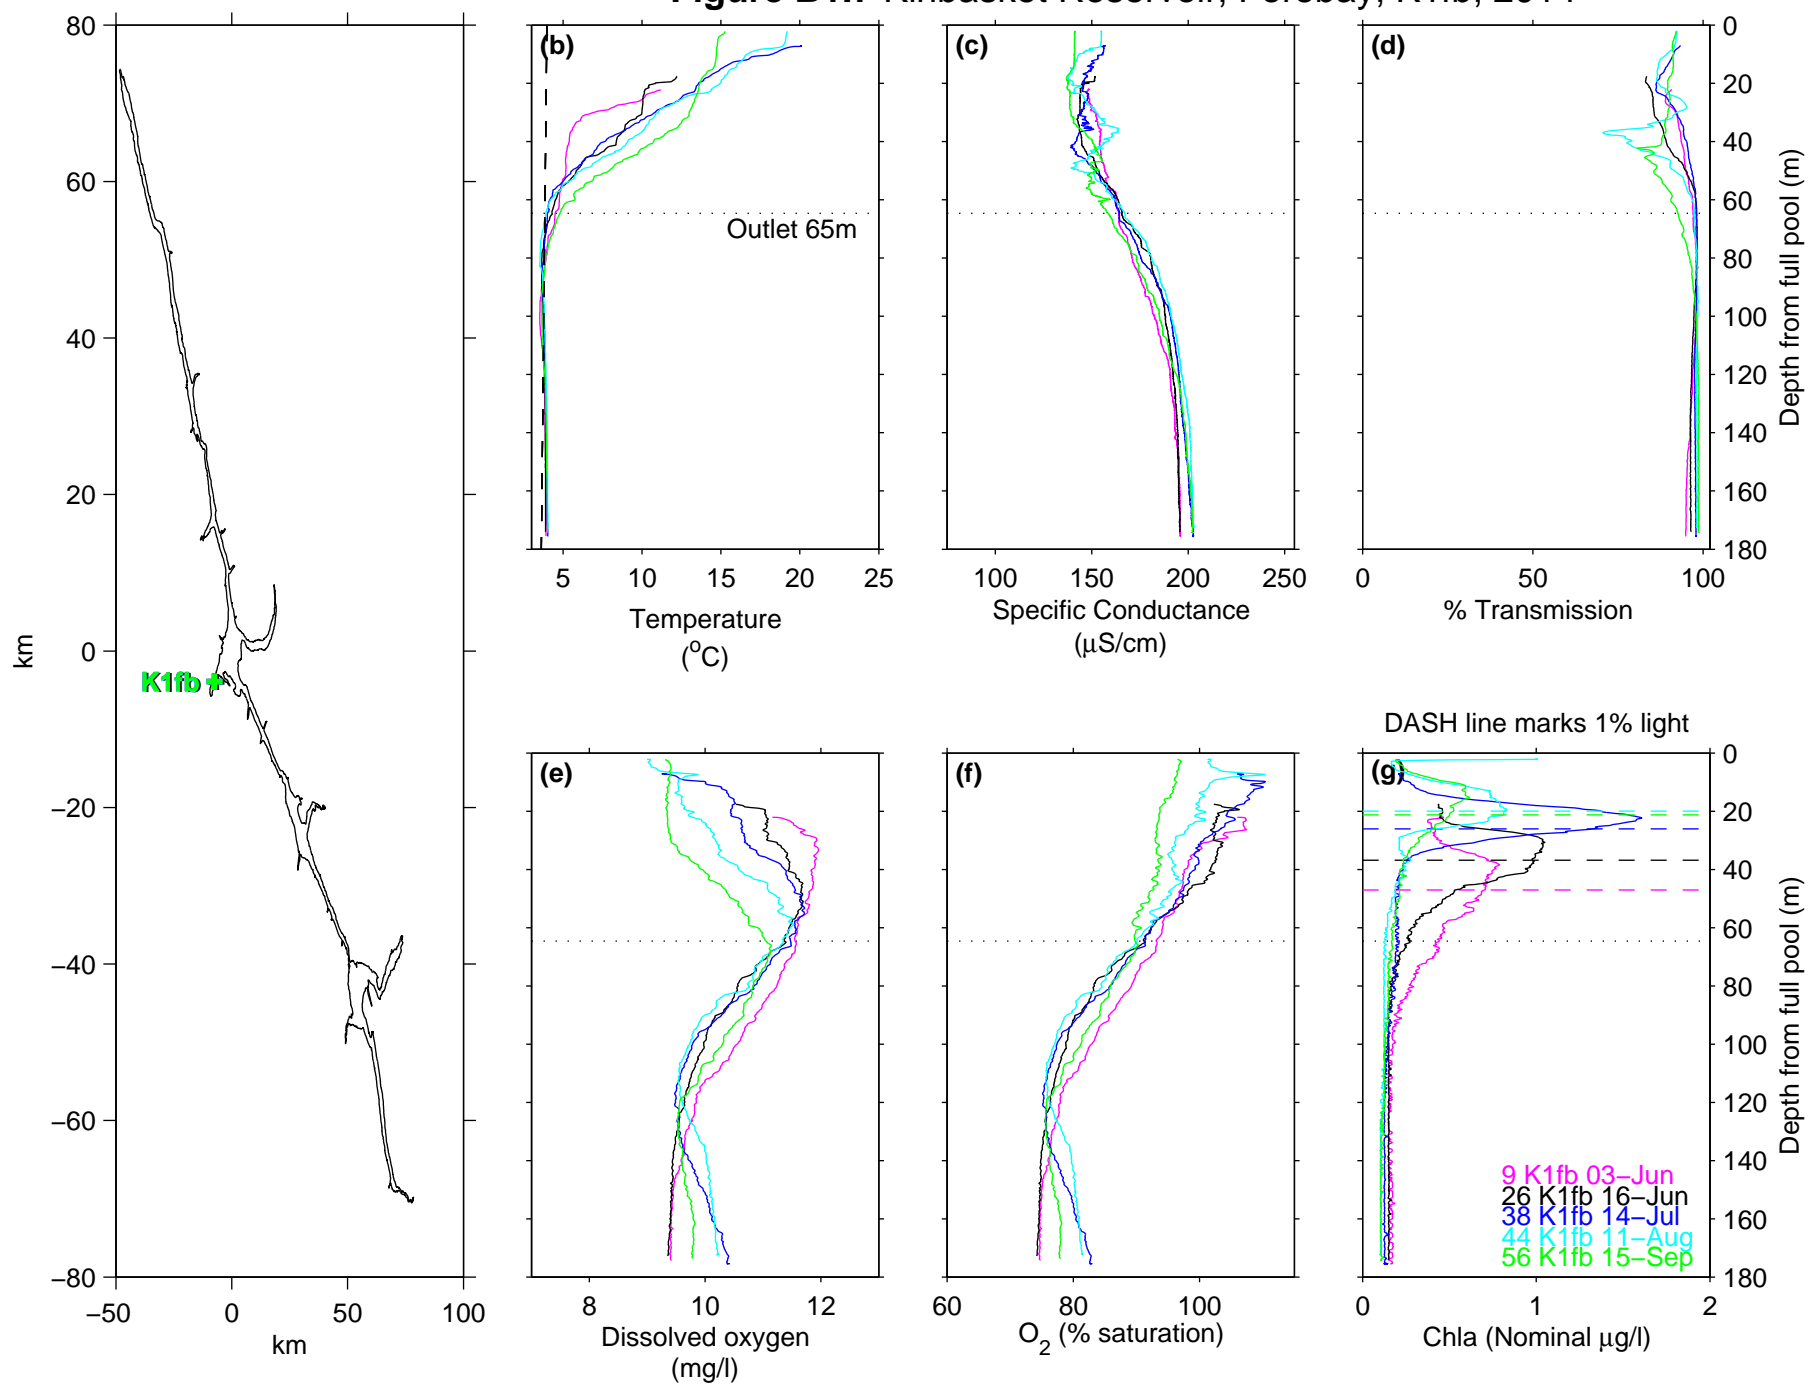 80
60
40
20
0
−20
−40
−60
−80
−50
0
50
100
km
km
K1fb
(b)
Outlet 65m
5
10
15
20
25
Temperature
(°C)
(c)
100
150
200
250
Specific Conductance
(μS/cm)
(d)
0
50
100
% Transmission
0
20
40
60
80
100
120
140
160
180
Depth from full pool (m)
(e)
8
10
12
Dissolved oxygen
(mg/l)
(f)
60
80
100
O2 (% saturation)
DASH line marks 1% light
(g)
9 K1fb 03−Jun
26 K1fb 16−Jun
38 K1fb 14−Jul
44 K1fb 11−Aug
56 K1fb 15−Sep
0
1
2
Chla (Nominal μg/l)
0
20
40
60
80
100
120
140
160
180
Depth from full pool (m)